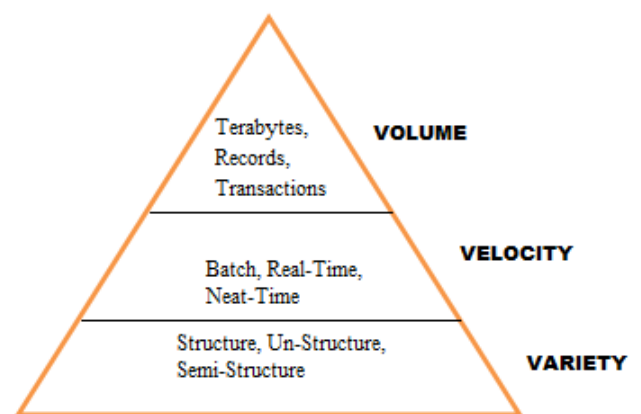 Terabytes,
Records,
Transactions
VOLUME
Batch, Real-Time,
Neat-Time
VELOCITY
Structure, Un-Structure,
Semi-Structure
VARIETY